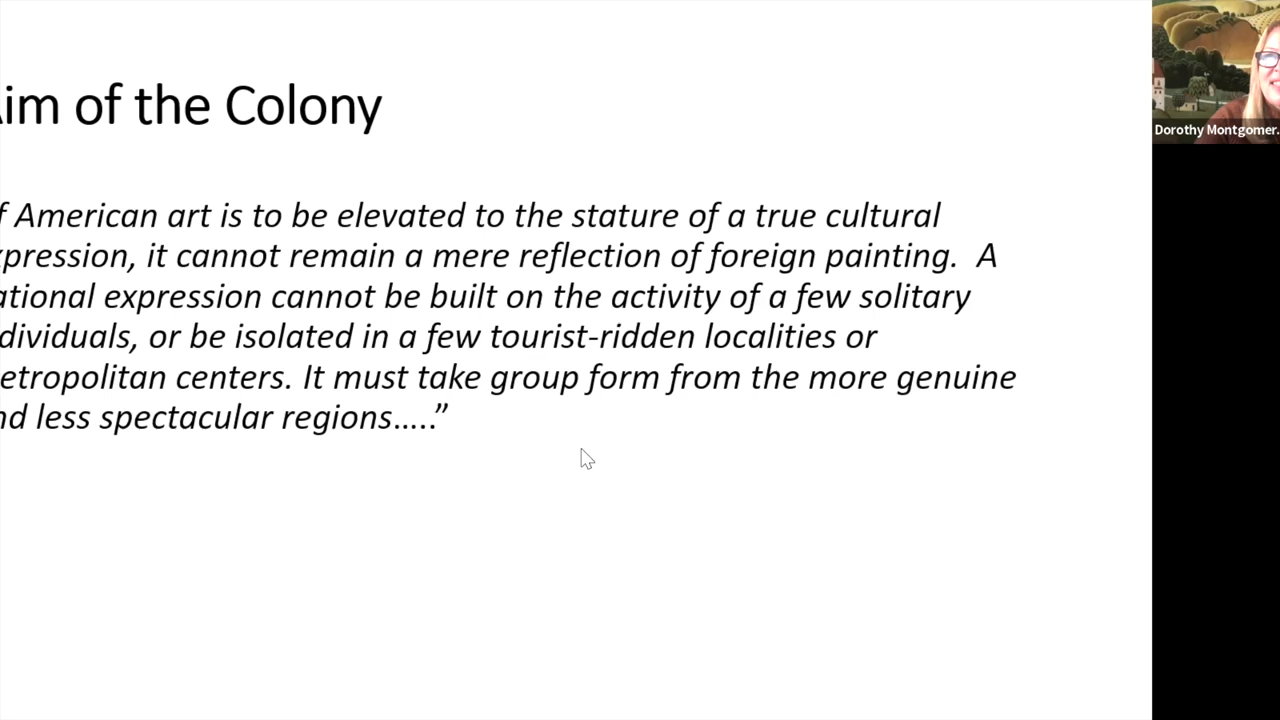 Aim of the Colony
f American art is to be elevated to the stature of a true cultural
xpression, it cannot remain a mere reflection of foreign painting.  A
ational expression cannot be built on the activity of a few solitary
dividuals, or be isolated in a few tourist-ridden localities or
etropolitan centers. It must take group form from the more genuine
nd less spectacular regions…..”
Dorothy Montgomer.